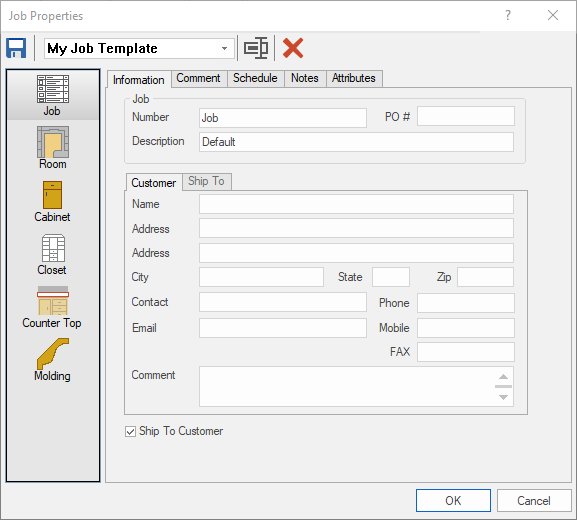 Job Properties
?
My Job Template
Job
Room
Cabinet
Closet
Counter Top
Molding
Information Comment Schedule Notes Attributes
Job
Number Job PO #
Description Default
Customer Ship To
Name
Address
Address
City State Zip
Contact Phone
Email Mobile
FAX
Comment
Ship To Customer
OK Cancel